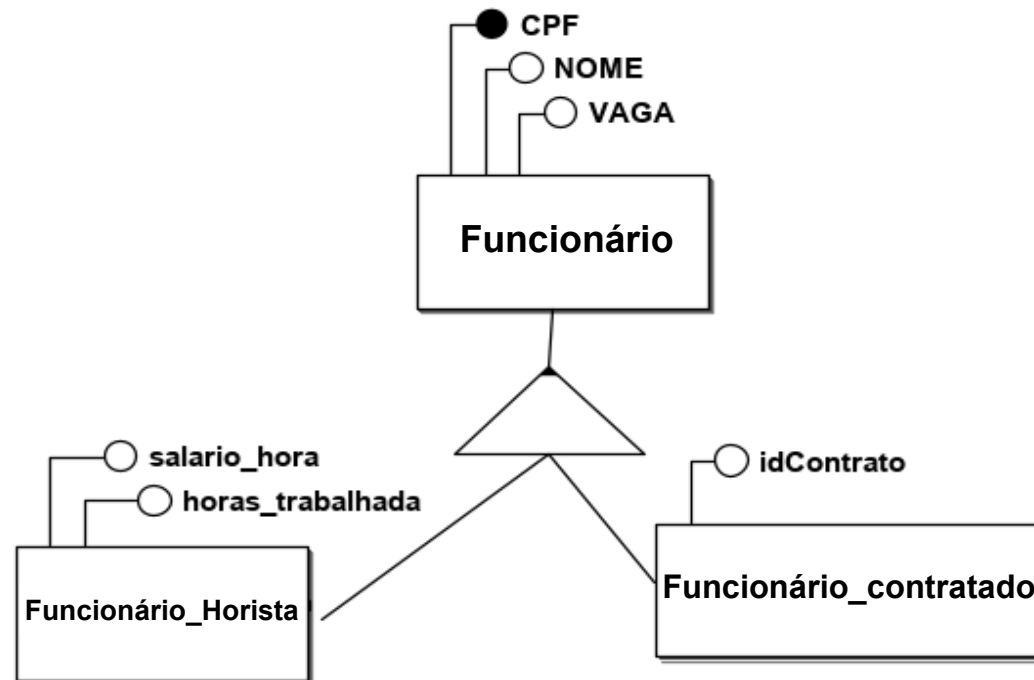 CPF
NOME
VAGA
Funcionário
salario_hora
horas_trabalhada
Funcionário_Horista
idContrato
Funcionário_contratado